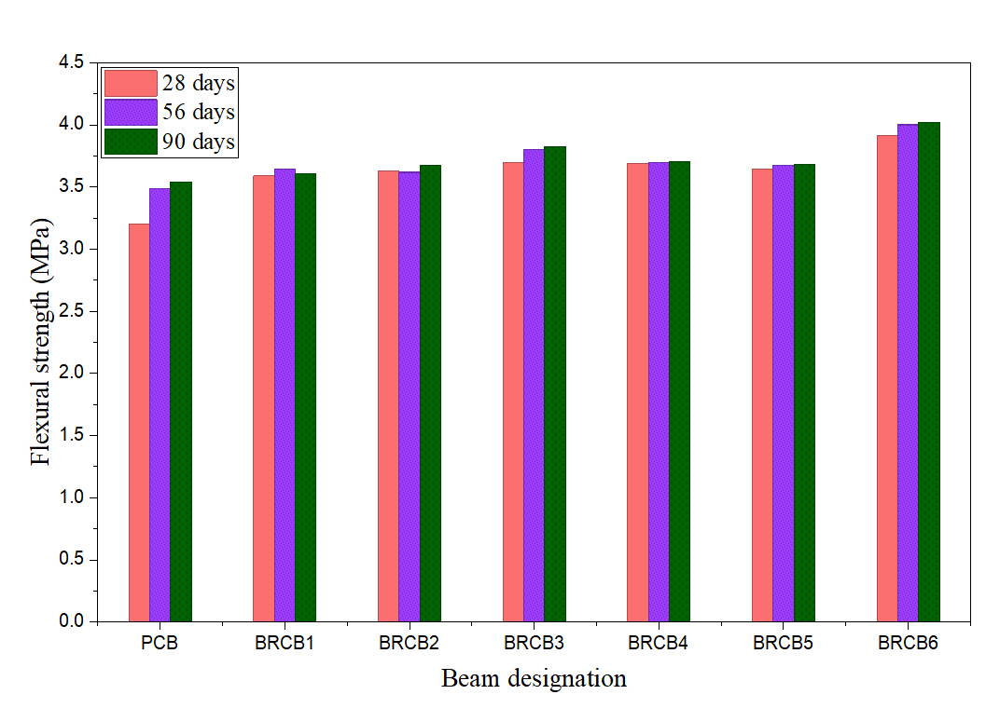 4.5
4.0
3.5
3.0
2.5
2.0
1.5
1.0
0.5
0.0
Flexural strength (MPa)
28 days
56 days
90 days
PCB BRCB1 BRCB2 BRCB3 BRCB4 BRCB5 BRCB6
Beam designation